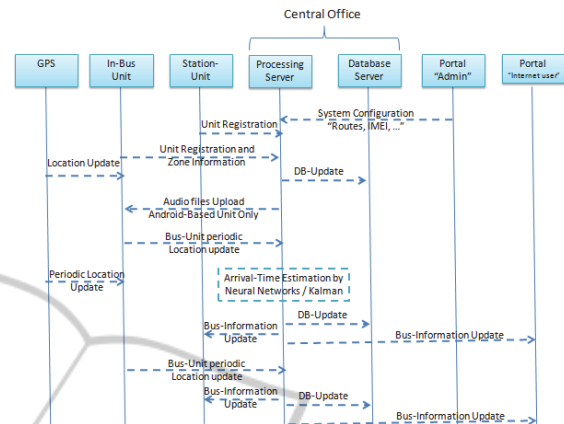 Central Office
GPS
In-Bus
Unit
Station-
Unit
Processing
Server
Database
Server
Portal
"Admin"
Portal
"Internet user"
System Configuration
"Routes, IMEI, ..."
Unit Registration
Unit Registration and
Zone Information
Location Update
DB-Update
Audio files Upload
Android-Based Unit Only
Bus-Unit periodic
Location update
Periodic Location
Update
Arrival-Time Estimation by
Neural Networks / Kalman
DB-Update
Bus-Information
Update
Bus-Information Update
Bus-Unit periodic
Location update
Bus-Information
Update
DB-Update
Bus-Information Update